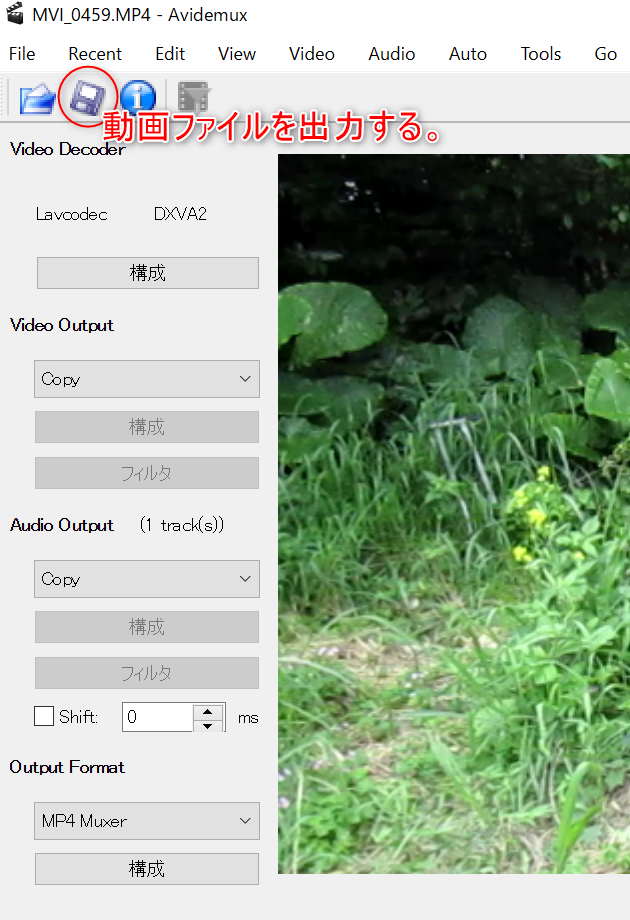 MVI_0459.MP4 - Avidemux
File Recent Edit View Video Audio Auto Tools Go
動画ファイルを出力する。
Video Decoder
Lavcodec DXVA2
構成
Video Output
Copy
構成
フィルタ
Audio Output (1 track(s))
Copy
構成
フィルタ
Shift: 0 ms
Output Format
MP4 Muxer
構成